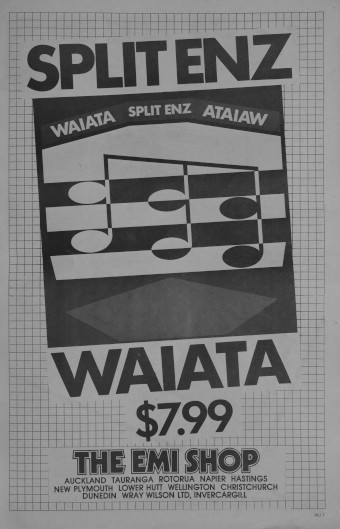 SPLIT ENZ
WAIATA SPLIT ENZ ATAIAW
WAIATA
$7.99
THE EMI SHOP
AUCKLAND TAURANGA ROTORUA NAPIER HASTINGS
NEW PLYMOUTH LOWER HUTT WELLINGTON CHRISTCHURCH
DUNEDIN WRAY WILSON LTD, INVERCARGILL